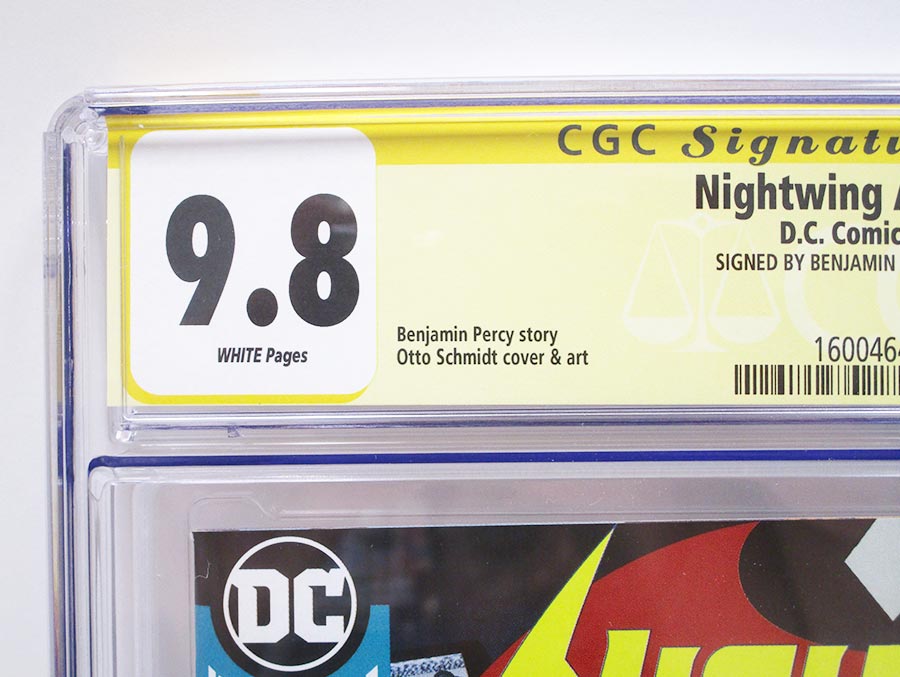 CGC Signatu
9.8
WHITE Pages
Nightwing A
D.C. Comic
SIGNED BY BENJAMIN
Benjamin Percy story
Otto Schmidt cover & art
160046
DC